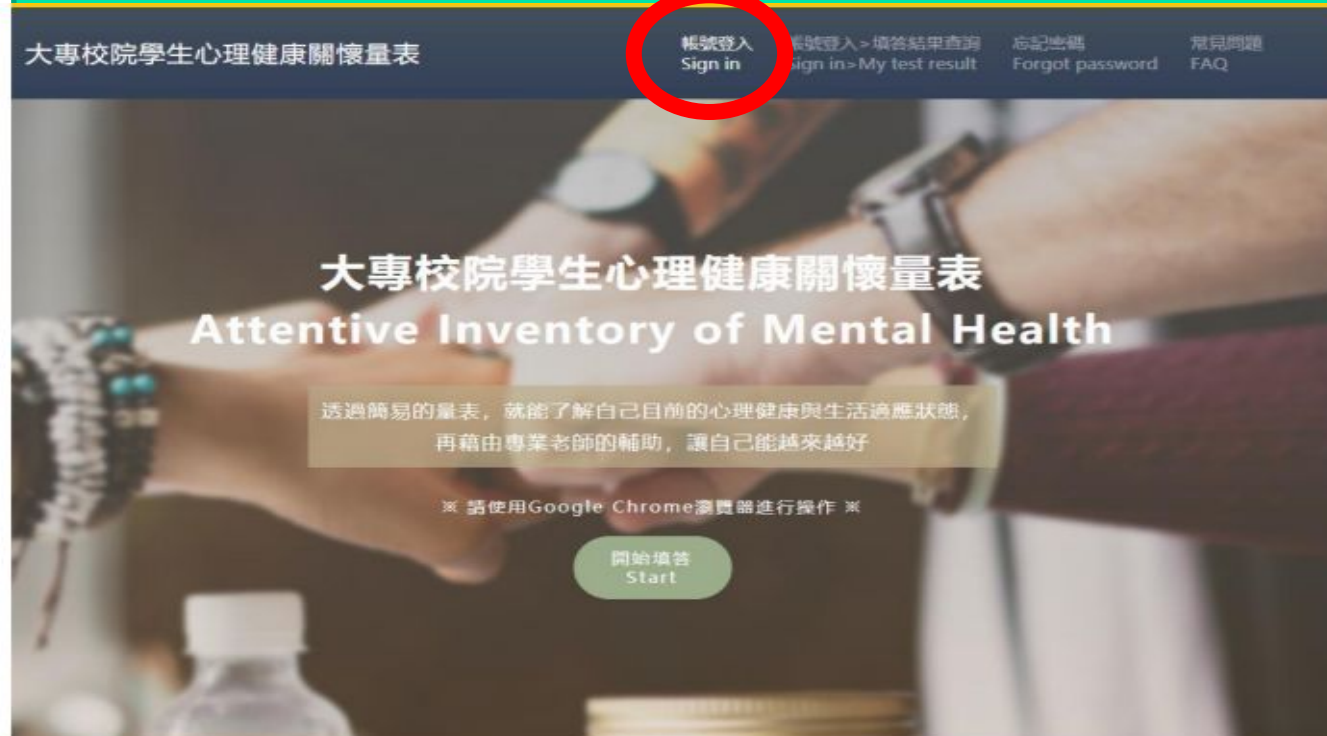 大專校院學生心理健康關懷量表
帳號登入
Sign in
帳號登入>填答結果查詢
Sign in>My test result
忘記密碼
Forgot password
常見問題
FAQ
大專校院學生心理健康關懷量表
Attentive Inventory of Mental Health
透過簡易的量表，就能了解自己目前的心理健康與生活適應狀態，
再藉由專業老師的輔助，讓自己能越來越好
※ 請使用Google Chrome瀏覽器進行操作 ※
開始填答
Start